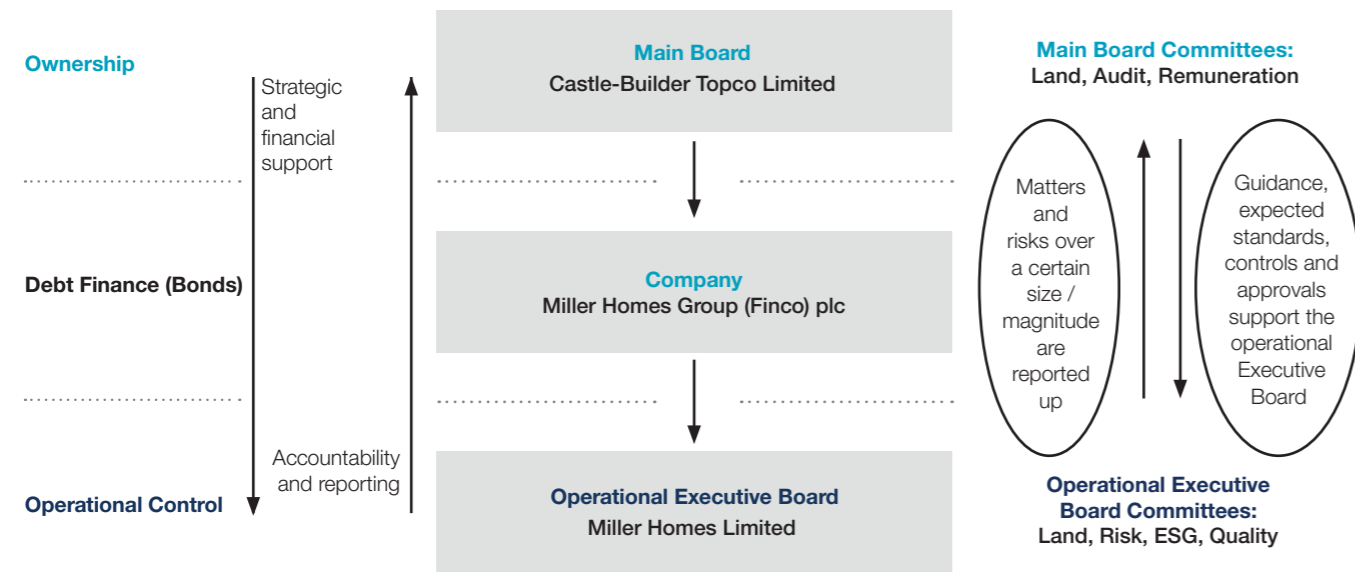 Ownership
Debt Finance (Bonds)
Operational Control
Strategic
and
financial
support
Accountability
and reporting
Main Board
Castle-Builder Topco Limited
Company
Miller Homes Group (Finco) plc
Operational Executive Board
Miller Homes Limited
Main Board Committees:
Land, Audit, Remuneration
Matters
and
risks over
a certain
size /
magnitude
are
reported
up
Guidance,
expected
standards,
controls and
approvals
support the
operational
Executive
Board
Operational Executive
Board Committees:
Land, Risk, ESG, Quality